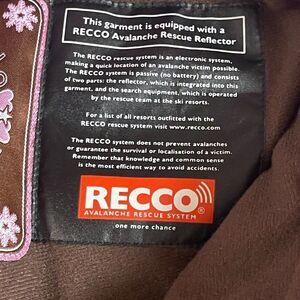 This garment is equipped with a
RECCO Avalanche Rescue Reflector
The RECCO rescue system is an electronic system,
making a quick location of an avalanche victim possible.
The RECCO system is passive (no battery) and consists
of two parts: the reflector, which is integrated into this
garment, and the search equipment, which is operated
by the rescue team at the ski resorts.
For a list of all resorts outfitted with the
RECCO rescue system visit www.recco.com.
The RECCO system does not prevent avalanches
or guarantee the survival or localisation of a victim.
Remember that knowledge and common sense
is the most efficient way to avoid accidents.
RECCO®
AVALANCHE RESCUE SYSTEM
...one more chance